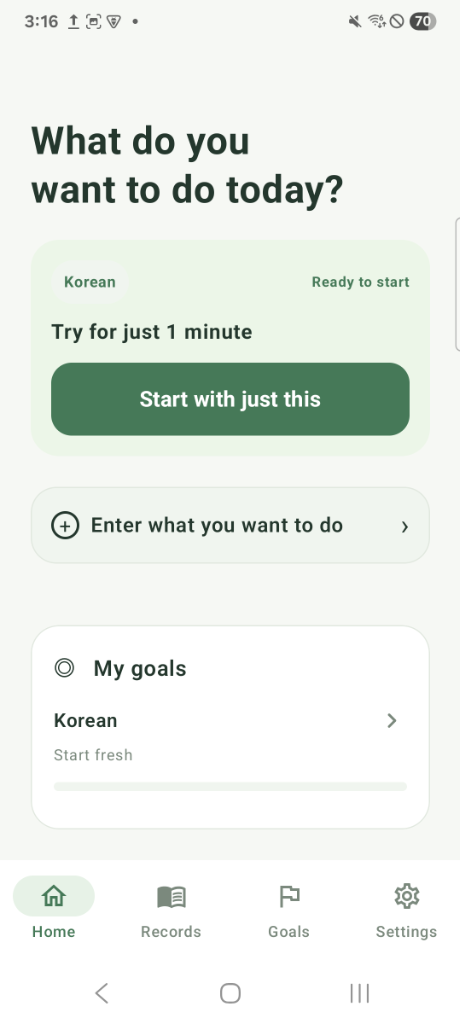 3:16
70
What do you
want to do today?
Korean
Ready to start
Try for just 1 minute
Start with just this
Enter what you want to do
My goals
Korean
Start fresh
Home
Records
Goals
Settings